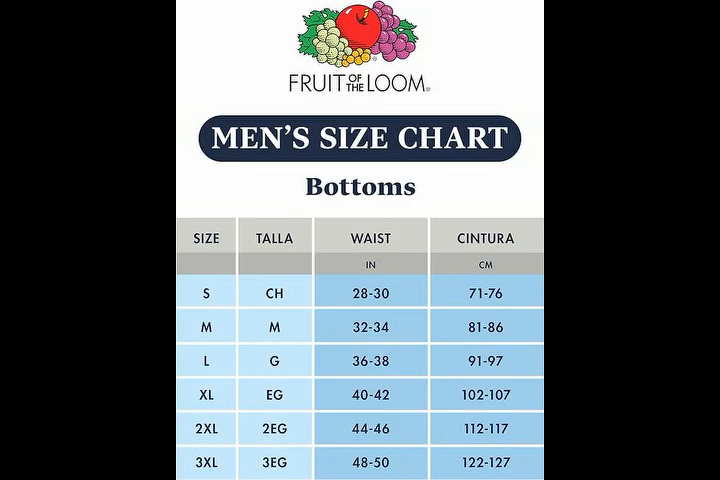 FRUIT OF THE LOOM®
MEN'S SIZE CHART
Bottoms
SIZE TALLA WAIST CINTURA
IN CM
S CH 28-30 71-76
M M 32-34 81-86
L G 36-38 91-97
XL EG 40-42 102-107
2XL 2EG 44-46 112-117
3XL 3EG 48-50 122-127